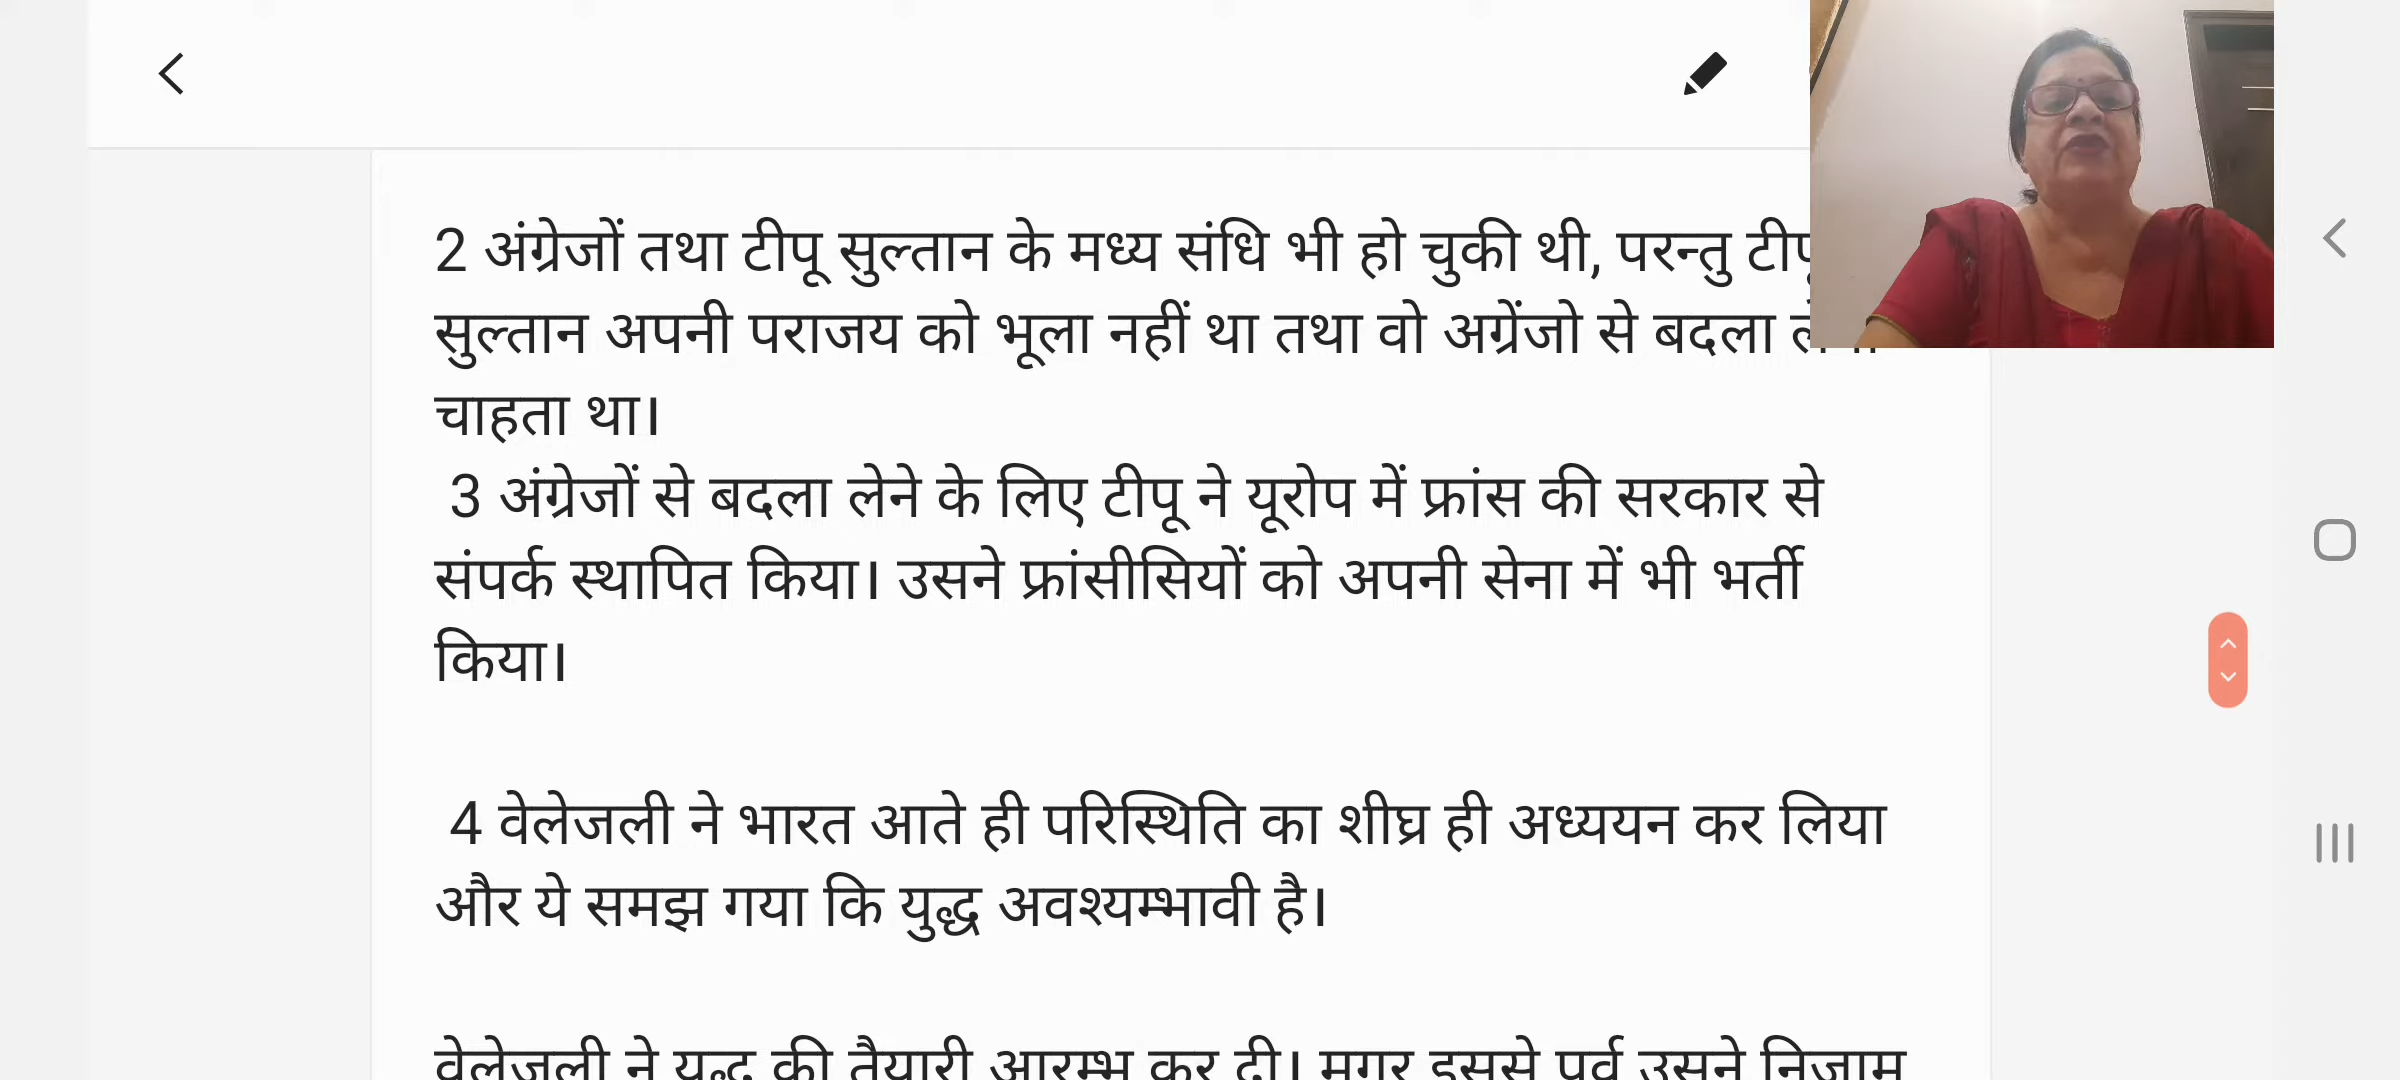 2 अंग्रेजों तथा टीपू सुल्तान के मध्य संधि भी हो चुकी थी, परन्तु टीपू
सुल्तान अपनी पराजय को भूला नहीं था तथा वो अग्रेंजो से बदला
चाहता था।
3 अंग्रेजों से बदला लेने के लिए टीपू ने यूरोप में फ्रांस की सरकार से
संपर्क स्थापित किया। उसने फ्रांसीसियों को अपनी सेना में भी भर्ती
किया।
4 वेलेजली ने भारत आते ही परिस्थिति का शीघ्र ही अध्ययन कर लिया
और ये समझ गया कि युद्ध अवश्यम्भावी है।
वेलेजली ने युद्ध की तैयारी आरम्भ कर दी। मगर इससे पूर्व उसने निजाम